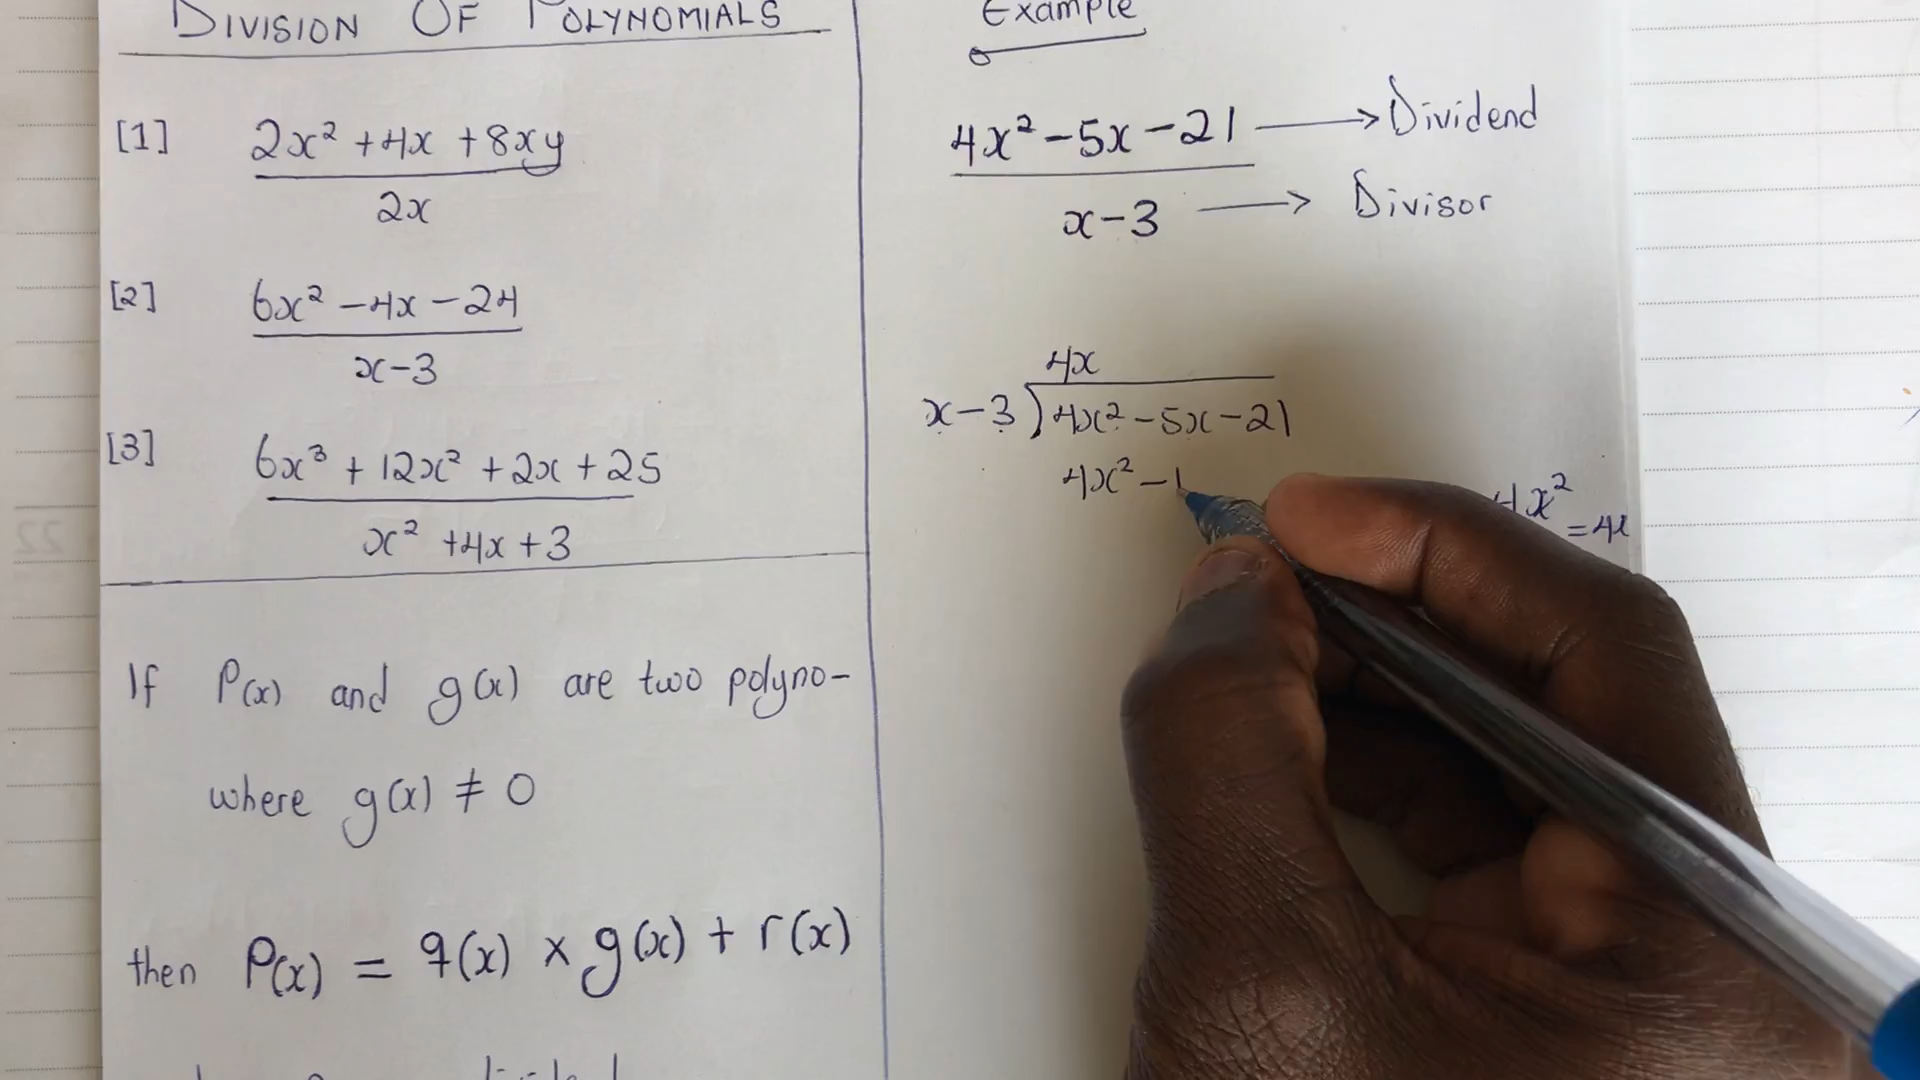 DIVISION OF POLYNOMIALS
[1] 2x² + 4x + 8xy
2x
[2] 6x² - 4x - 24
x - 3
[3] 6x³ + 12x² + 2x + 25
x² + 4x + 3
If P(x) and g(x) are two polyno-
where g(x) ≠ 0
then P(x) = q(x) × g(x) + r(x)
Example
4x² - 5x - 21 → Dividend
x - 3 → Divisor
4x
x - 3 ) 4x² - 5x - 21
4x² - 1
4x²
= 4x